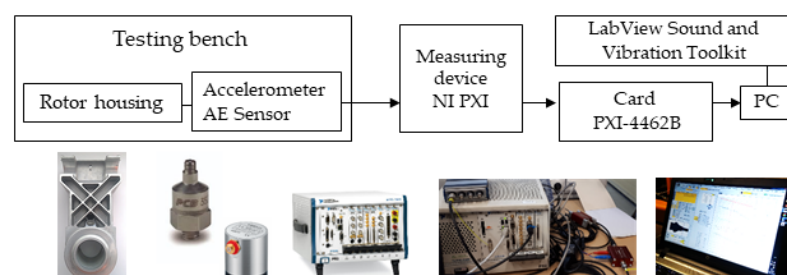 Testing bench
Rotor housing
Accelerometer
AE Sensor
Measuring
device
NI PXI
LabView Sound and
Vibration Toolkit
Card
PXI-4462B
PC
PCB